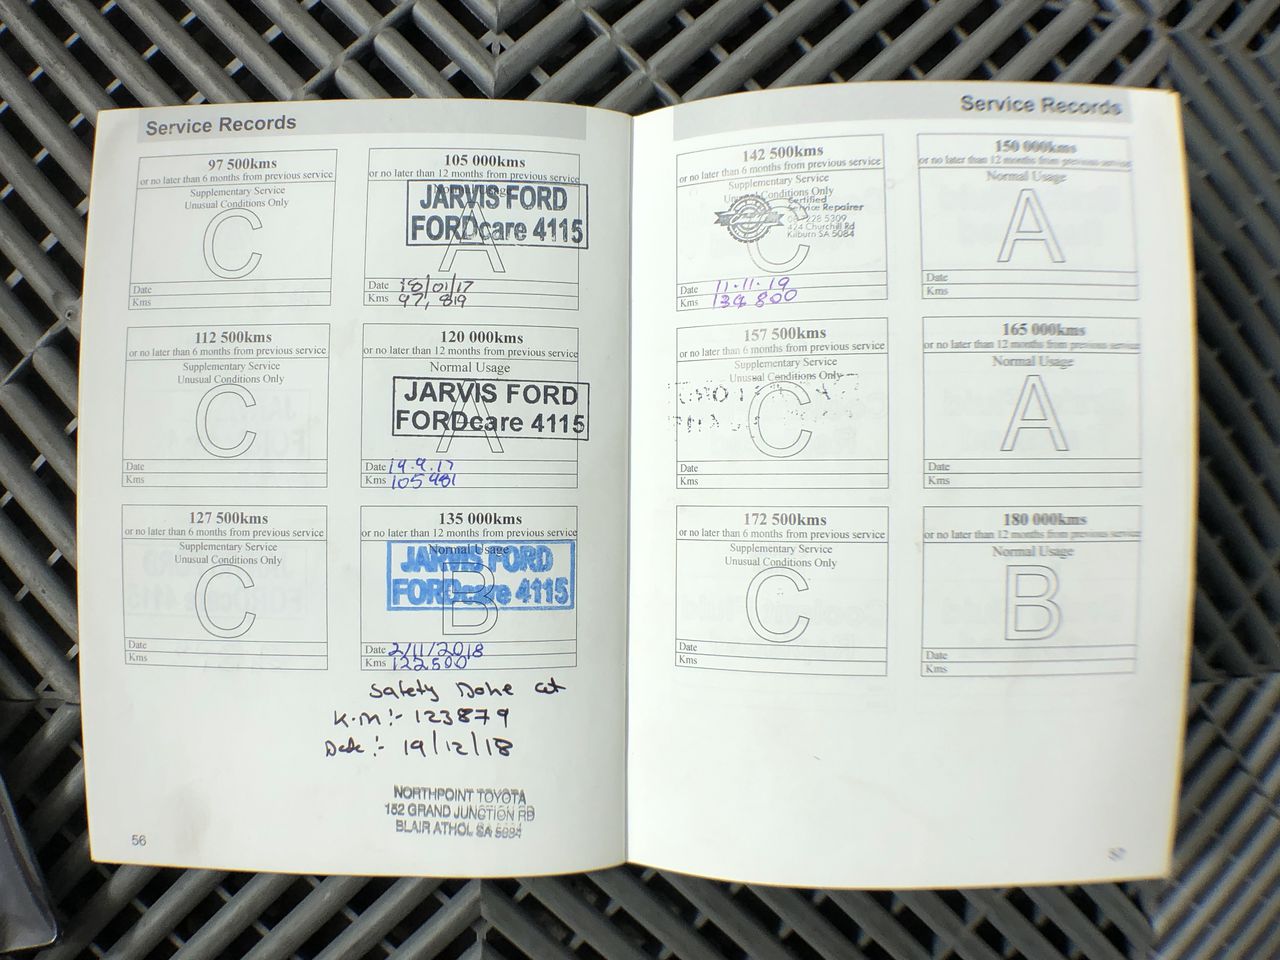 Service Records
97 500kms
or no later than 6 months from previous service
Supplementary Service
Unusual Conditions Only
C
Date
Kms
105 000kms
or no later than 12 months from previous service
Normal Usage
JARVIS FORD
FORDcare 4115
A
Date 18/01/17
Kms 97,819
112 500kms
or no later than 6 months from previous service
Supplementary Service
Unusual Conditions Only
C
Date
Kms
120 000kms
or no later than 12 months from previous service
Normal Usage
JARVIS FORD
FORDcare 4115
A
Date 19.9.17
Kms 105981
127 500kms
or no later than 6 months from previous service
Supplementary Service
Unusual Conditions Only
C
Date
Kms
135 000kms
or no later than 12 months from previous service
Normal Usage
JARVIS FORD
FORDcare 4115
B
Date 2/11/2018
Kms 122500
Safety Done at
K.M:- 123879
Date:- 19/12/18
NORTHPOINT TOYOTA
152 GRAND JUNCTION RD
BLAIR ATHOL SA 5084
56
Service Records
142 500kms
or no later than 6 months from previous service
Supplementary Service
Unusual Conditions Only
Certified
Service Repairer
08 7228 5309
424 Churchill Rd
Kilburn SA 5084
C
Date 11.11.19
Kms 134 800
150 000kms
or no later than 12 months from previous service
Normal Usage
A
Date
Kms
157 500kms
or no later than 6 months from previous service
Supplementary Service
Unusual Conditions Only
C
Date
Kms
165 000kms
or no later than 12 months from previous service
Normal Usage
A
Date
Kms
172 500kms
or no later than 6 months from previous service
Supplementary Service
Unusual Conditions Only
C
Date
Kms
180 000kms
or no later than 12 months from previous service
Normal Usage
B
Date
Kms
57